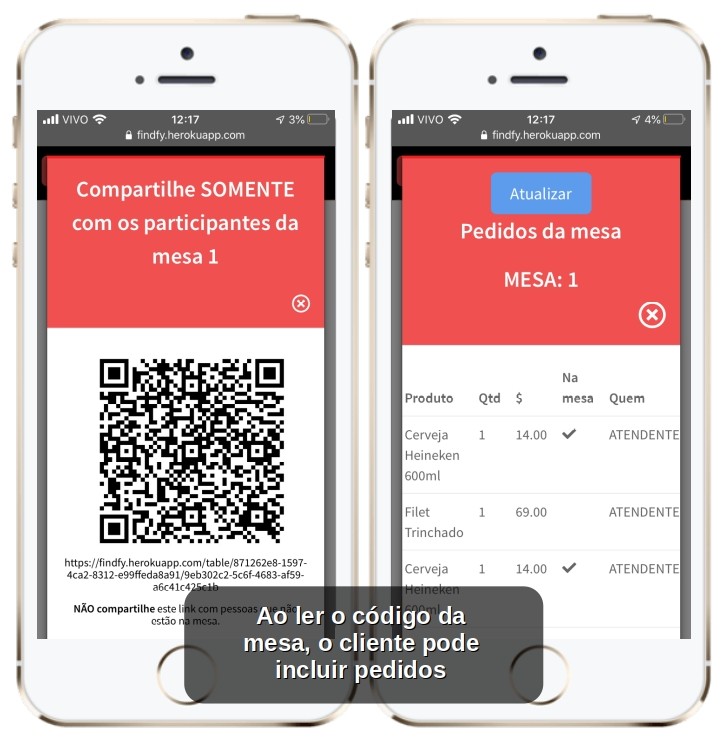 VIVO 12:17 3%
findfy.herokuapp.com
Compartilhe SOMENTE
com os participantes da
mesa 1
https://findfy.herokuapp.com/table/871262e8-1597-
4ca2-8312-e99ffeda8a91/9eb302c2-5c6f-4683-af59-
a6c41c425c1b
NÃO compartilhe este link com pessoas que não
estão na mesa.
VIVO 12:17 4%
findfy.herokuapp.com
Atualizar
Pedidos da mesa
MESA: 1
Produto Qtd $ Na mesa Quem
Cerveja 1 14.00 ATENDENTE
Heineken
600ml
Filet 1 69.00 ATENDENTE
Trinchado
Cerveja 1 14.00 ATENDENTE
Heineken
600ml
Ao ler o código da
mesa, o cliente pode
incluir pedidos